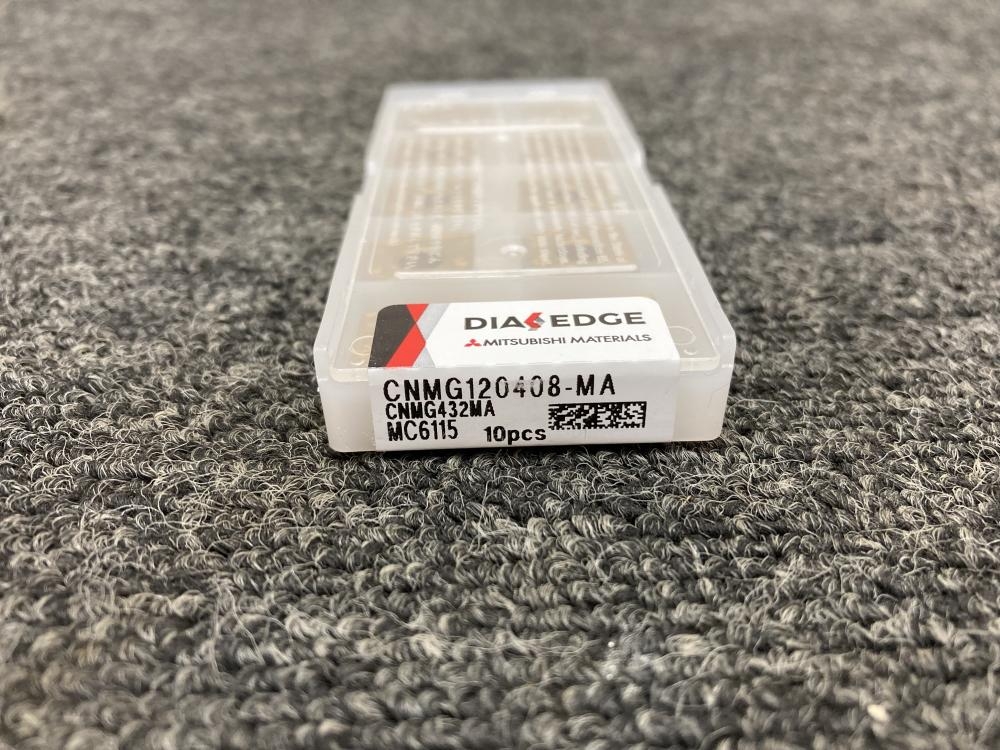 DIAEDGE
MITSUBISHI MATERIALS
CNMG120408-MA
CNMG432MA
MC6115 10pcs